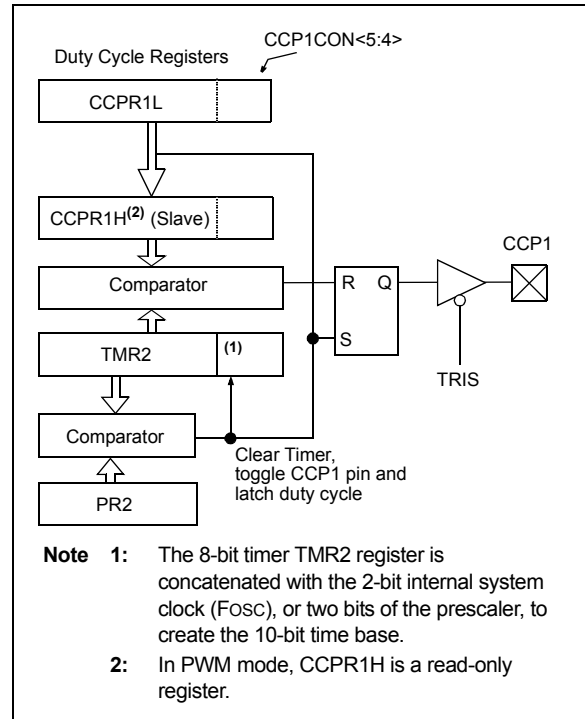 CCP1CON<5:4>
Duty Cycle Registers
CCPR1L
CCPR1H(2) (Slave)
CCP1
Comparator
R Q
S
TMR2
(1)
TRIS
Comparator
Clear Timer,
toggle CCP1 pin and
latch duty cycle
PR2
Note 1: The 8-bit timer TMR2 register is
concatenated with the 2-bit internal system
clock (FOSC), or two bits of the prescaler, to
create the 10-bit time base.
2: In PWM mode, CCPR1H is a read-only
register.